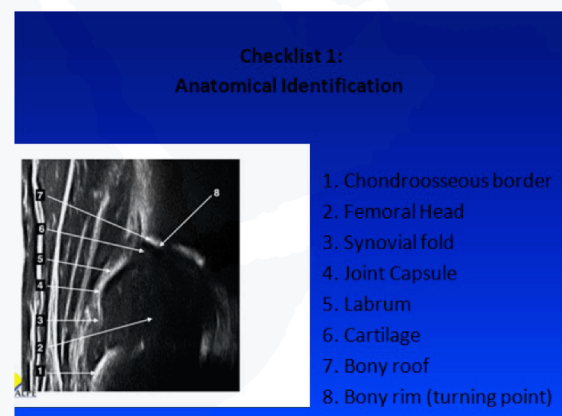 Checklist 1:
Anatomical Identification
7
8
6
5
4
3
2
1
1. Chondroosseous border
2. Femoral Head
3. Synovial fold
4. Joint Capsule
5. Labrum
6. Cartilage
7. Bony roof
8. Bony rim (turning point)